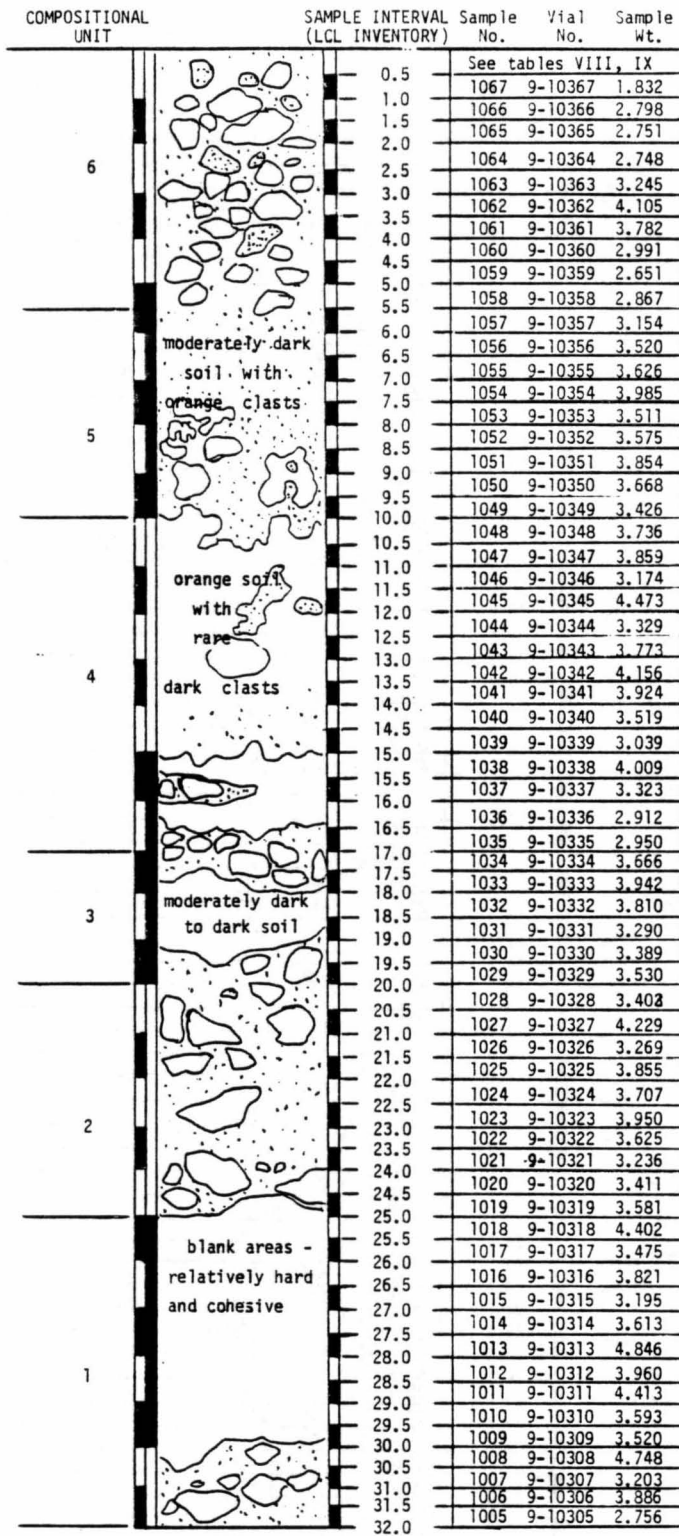 COMPOSITIONAL UNIT SAMPLE INTERVAL (LCL INVENTORY) Sample No. Vial No. Sample Wt.
See tables VIII, IX
0.5
1067 9-10367 1.832
1.0
1066 9-10366 2.798
1.5
1065 9-10365 2.751
2.0
1064 9-10364 2.748
6
2.5
1063 9-10363 3.245
3.0
1062 9-10362 4.105
3.5
1061 9-10361 3.782
4.0
1060 9-10360 2.991
4.5
1059 9-10359 2.651
5.0
1058 9-10358 2.867
5.5
1057 9-10357 3.154
6.0
moderately dark
1056 9-10356 3.520
6.5
soil with
1055 9-10355 3.626
7.0
1054 9-10354 3.985
orange clasts
7.5
1053 9-10353 3.511
8.0
5
1052 9-10352 3.575
8.5
1051 9-10351 3.854
9.0
1050 9-10350 3.668
9.5
1049 9-10349 3.426
10.0
1048 9-10348 3.736
10.5
1047 9-10347 3.859
11.0
orange soil
1046 9-10346 3.174
11.5
with
1045 9-10345 4.473
12.0
1044 9-10344 3.329
rare
12.5
1043 9-10343 3.773
13.0
4
1042 9-10342 4.156
dark clasts
13.5
1041 9-10341 3.924
14.0
1040 9-10340 3.519
14.5
1039 9-10339 3.039
15.0
1038 9-10338 4.009
15.5
1037 9-10337 3.323
16.0
1036 9-10336 2.912
16.5
1035 9-10335 2.950
17.0
1034 9-10334 3.666
17.5
1033 9-10333 3.942
18.0
moderately dark
1032 9-10332 3.810
3
18.5
to dark soil
1031 9-10331 3.290
19.0
1030 9-10330 3.389
19.5
1029 9-10329 3.530
20.0
1028 9-10328 3.403
20.5
1027 9-10327 4.229
21.0
1026 9-10326 3.269
21.5
1025 9-10325 3.855
22.0
1024 9-10324 3.707
22.5
1023 9-10323 3.950
2
23.0
1022 9-10322 3.625
23.5
1021 9-10321 3.236
24.0
1020 9-10320 3.411
24.5
1019 9-10319 3.581
25.0
1018 9-10318 4.402
25.5
blank areas -
1017 9-10317 3.475
26.0
relatively hard
1016 9-10316 3.821
26.5
and cohesive
1015 9-10315 3.195
27.0
1014 9-10314 3.613
27.5
1013 9-10313 4.846
28.0
1
1012 9-10312 3.960
28.5
1011 9-10311 4.413
29.0
1010 9-10310 3.593
29.5
1009 9-10309 3.520
30.0
1008 9-10308 4.748
30.5
1007 9-10307 3.203
31.0
1006 9-10306 3.886
31.5
1005 9-10305 2.756
32.0